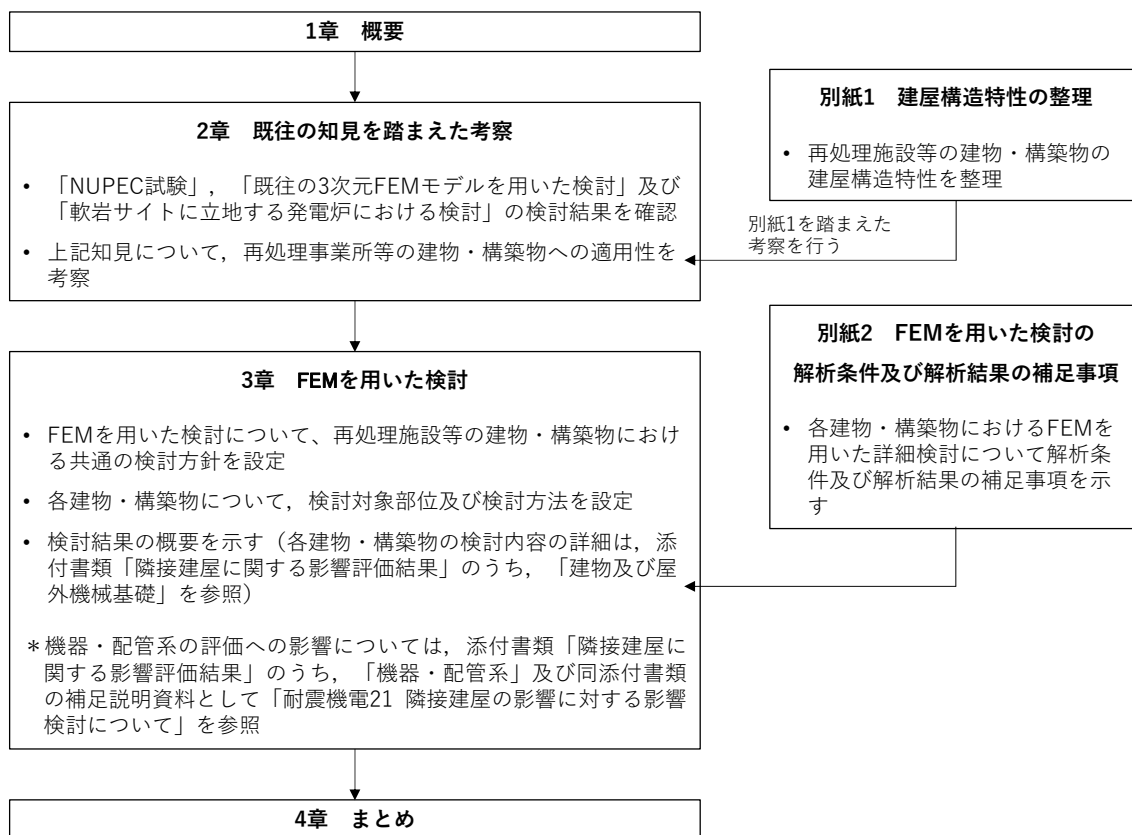 1章　概要
2章　既往の知見を踏まえた考察
• 「NUPEC試験」，「既往の3次元FEMモデルを用いた検討」及び
「軟岩サイトに立地する発電炉における検討」の検討結果を確認
• 上記知見について，再処理事業所等の建物・構築物への適用性を
考察
別紙1　建屋構造特性の整理
• 再処理施設等の建物・構築物の
建屋構造特性を整理
別紙1を踏まえた
考察を行う
3章　FEMを用いた検討
• FEMを用いた検討について、再処理施設等の建物・構築物におけ
る共通の検討方針を設定
• 各建物・構築物について，検討対象部位及び検討方法を設定
• 検討結果の概要を示す（各建物・構築物の検討内容の詳細は，添
付書類「隣接建屋に関する影響評価結果」のうち，「建物及び屋
外機械基礎」を参照）
＊機器・配管系の評価への影響については，添付書類「隣接建屋に
関する影響評価結果」のうち，「機器・配管系」及び同添付書類
の補足説明資料として「耐震機電21 隣接建屋の影響に対する影響
検討について」を参照
別紙2　FEMを用いた検討の
解析条件及び解析結果の補足事項
• 各建物・構築物におけるFEMを
用いた詳細検討について解析条
件及び解析結果の補足事項を示
す
4章　まとめ